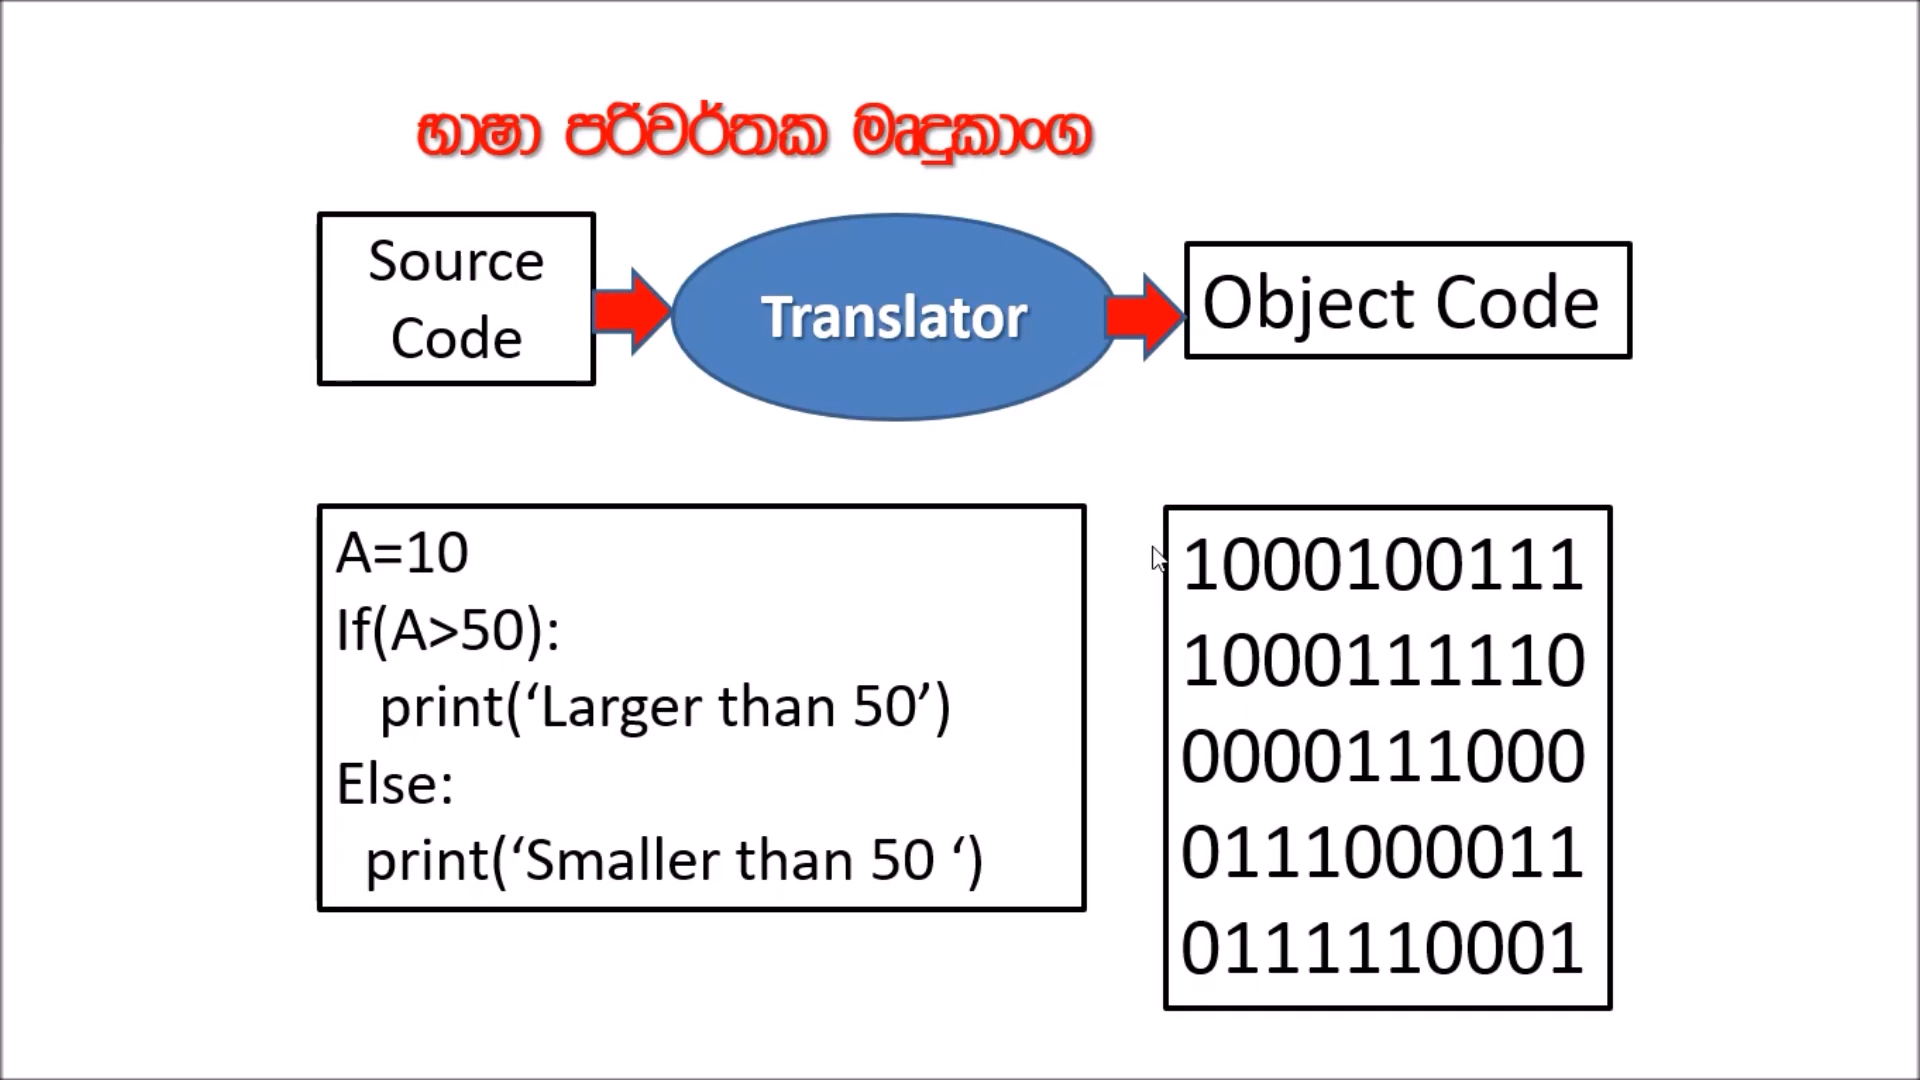 භාෂා පරිවර්තක මෘදුකාංග
Source
Code
Translator
Object Code
A=10
If(A>50):
print(‘Larger than 50’)
Else:
print(‘Smaller than 50 ‘)
1000100111
1000111110
0000111000
0111000011
0111110001